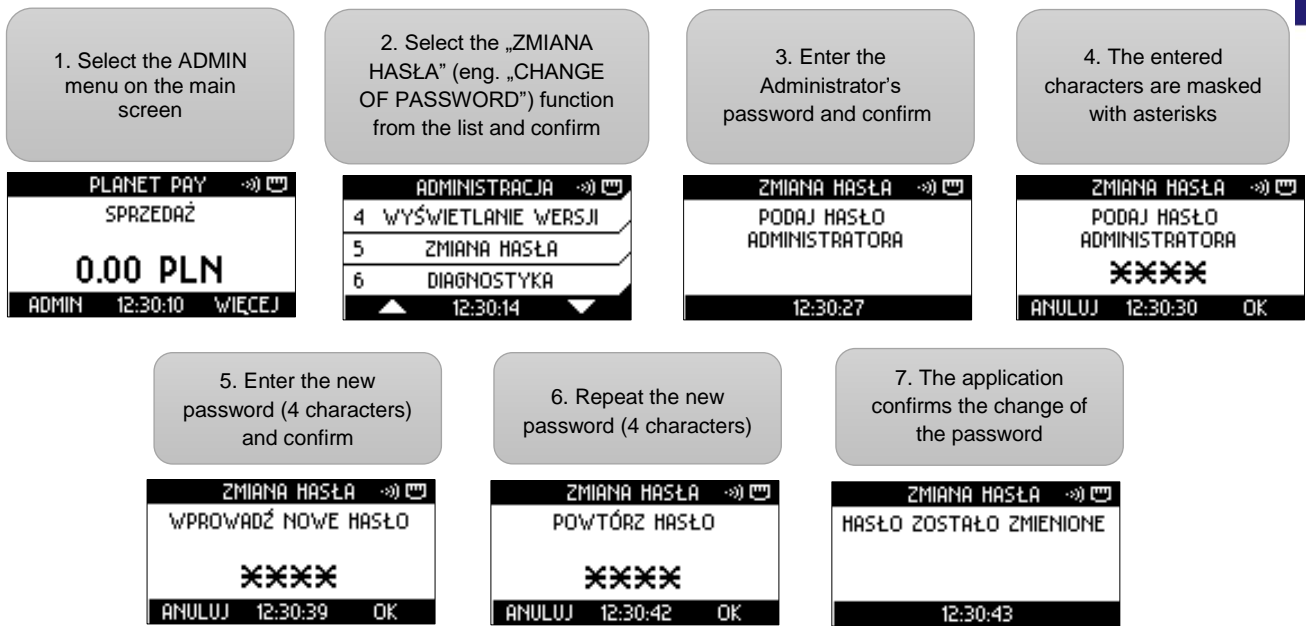 1. Select the ADMIN
menu on the main
screen
2. Select the „ZMIANA
HASŁA” (eng. „CHANGE
OF PASSWORD”) function
from the list and confirm
3. Enter the
Administrator’s
password and confirm
4. The entered
characters are masked
with asterisks
PLANET PAY
SPRZEDAŻ
0.00 PLN
ADMIN 12:30:10 WIĘCEJ
ADMINISTRACJA
4 WYŚWIETLANIE WERSJI
5 ZMIANA HASŁA
6 DIAGNOSTYKA
12:30:14
ZMIANA HASŁA
PODAJ HASŁO
ADMINISTRATORA
12:30:27
ZMIANA HASŁA
PODAJ HASŁO
ADMINISTRATORA
****
ANULUJ 12:30:30 OK
5. Enter the new
password (4 characters)
and confirm
6. Repeat the new
password (4 characters)
7. The application
confirms the change of
the password
ZMIANA HASŁA
WPROWADŹ NOWE HASŁO
****
ANULUJ 12:30:39 OK
ZMIANA HASŁA
POWTÓRZ HASŁO
****
ANULUJ 12:30:42 OK
ZMIANA HASŁA
HASŁO ZOSTAŁO ZMIENIONE
12:30:43